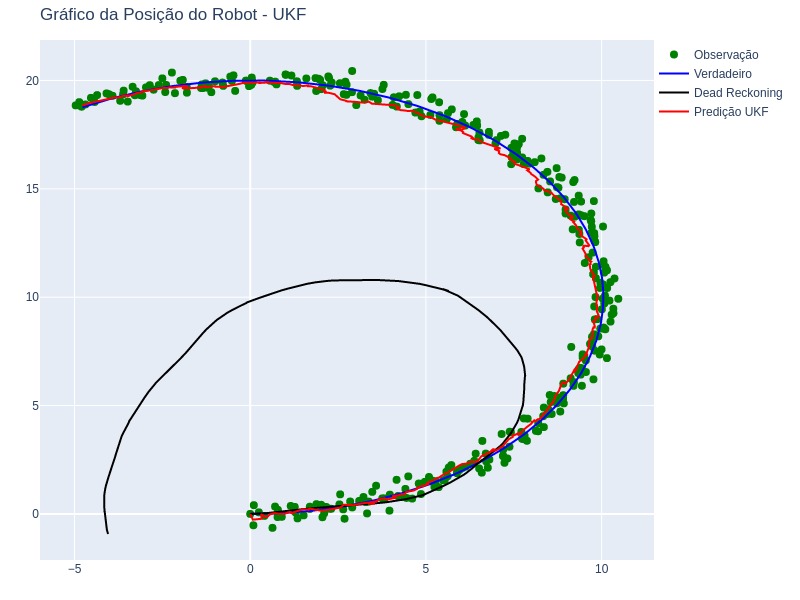 Gráfico da Posição do Robot - UKF
Observação
Verdadeiro
Dead Reckoning
Predição UKF
20
15
10
5
0
−5
0
5
10